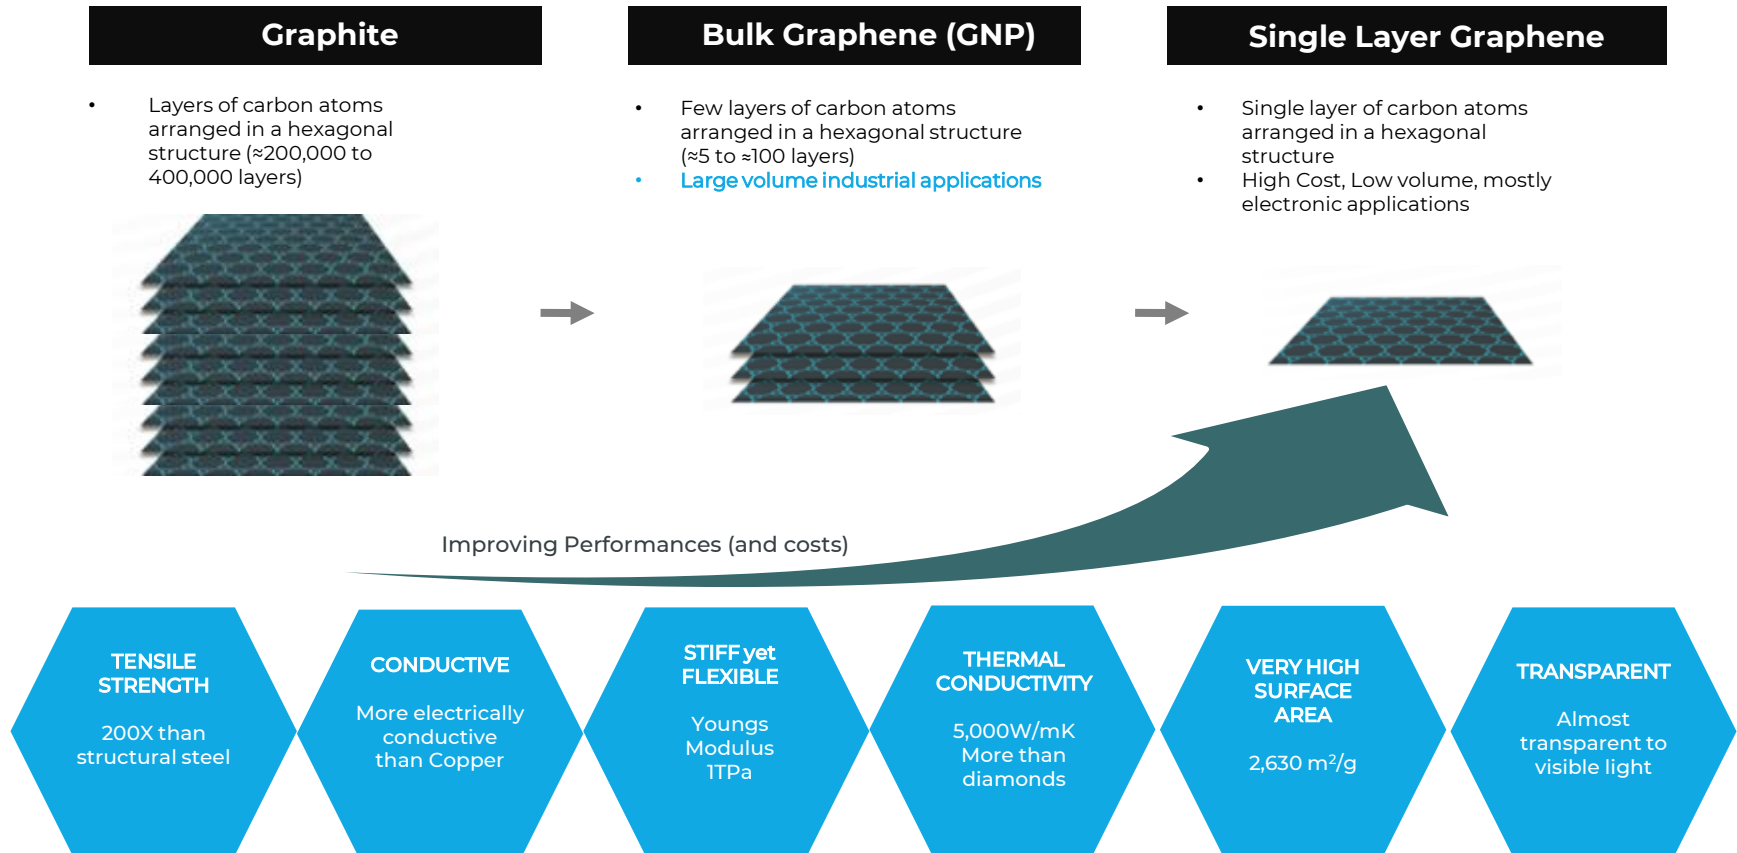 Graphite
• Layers of carbon atoms
arranged in a hexagonal
structure (≈200,000 to
400,000 layers)
Bulk Graphene (GNP)
• Few layers of carbon atoms
arranged in a hexagonal structure
(≈5 to ≈100 layers)
• Large volume industrial applications
Single Layer Graphene
• Single layer of carbon atoms
arranged in a hexagonal
structure
• High Cost, Low volume, mostly
electronic applications
Improving Performances (and costs)
TENSILE
STRENGTH
200X than
structural steel
CONDUCTIVE
More electrically
conductive
than Copper
STIFF yet
FLEXIBLE
Youngs
Modulus
1TPa
THERMAL
CONDUCTIVITY
5,000W/mK
More than
diamonds
VERY HIGH
SURFACE
AREA
2,630 m²/g
TRANSPARENT
Almost
transparent to
visible light